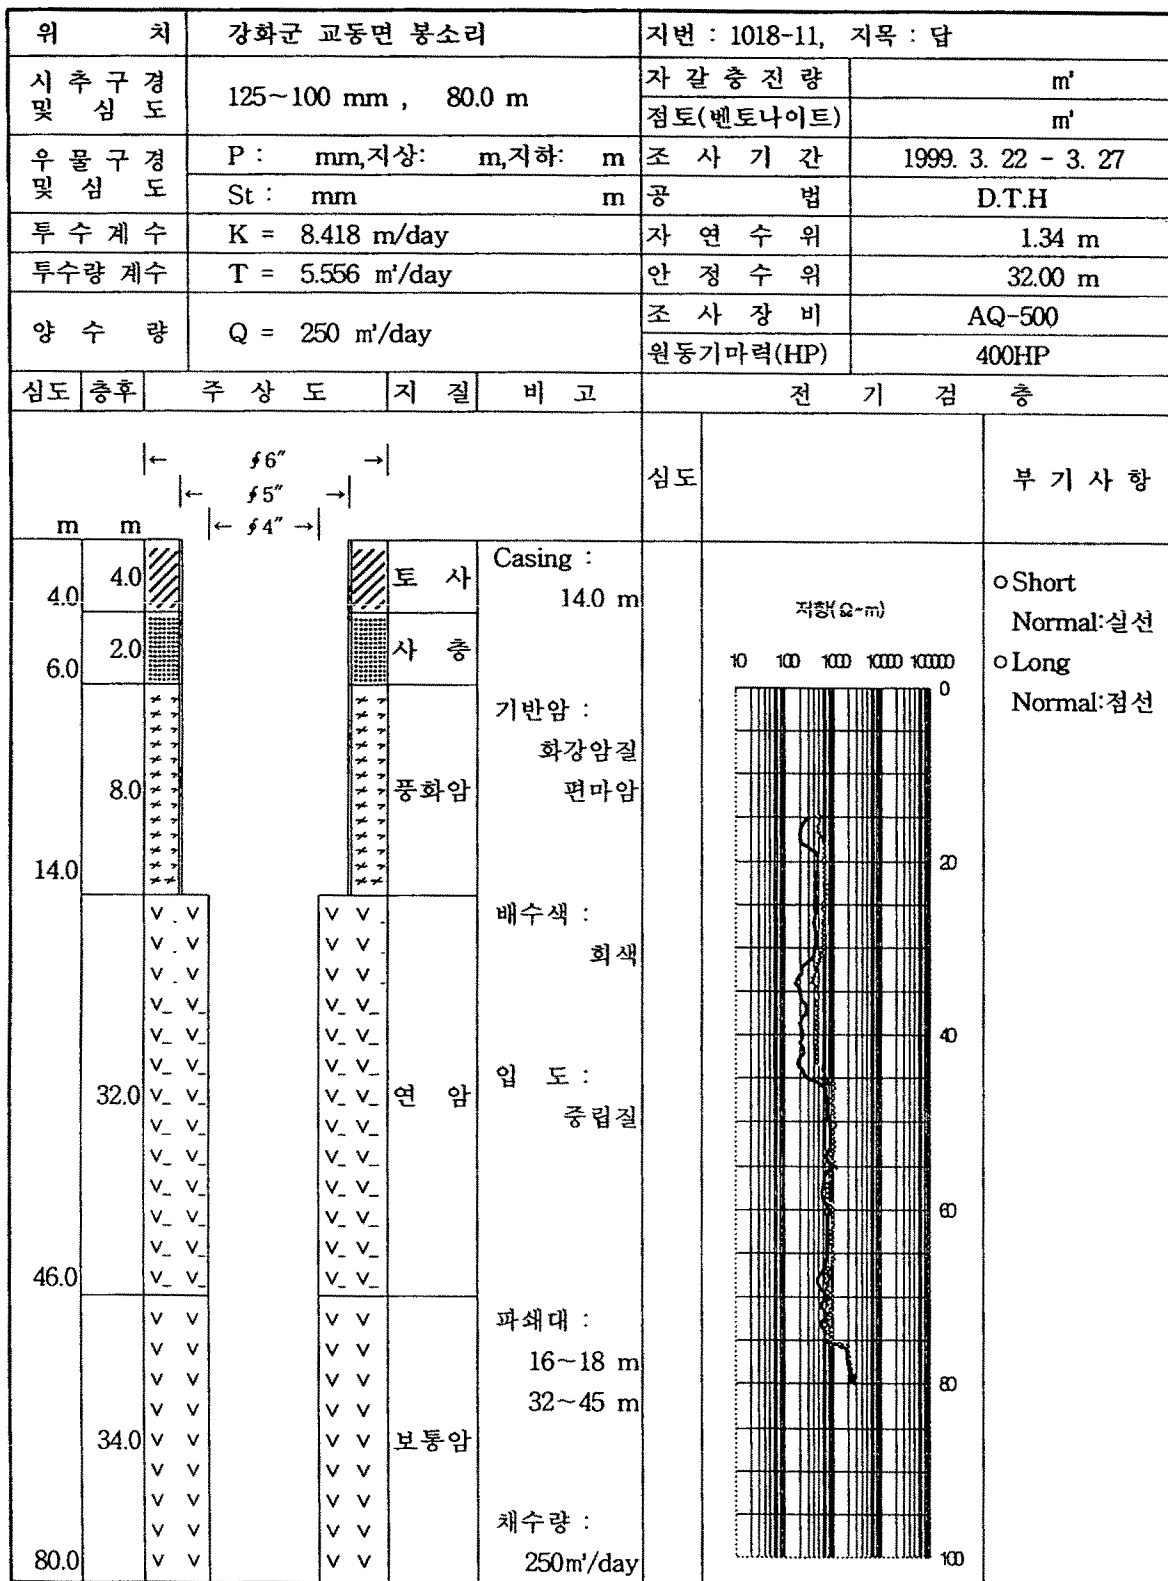 위 치 강화군 교동면 봉소리 지번 : 1018-11, 지목 : 답
시 추 구 경 및 심 도 125~100 mm , 80.0 m
자 갈 충 진 량 ㎥
점토(벤토나이트) ㎥
우 물 구 경 및 심 도
P : mm,지상: m,지하: m 조 사 기 간 1999. 3. 22 - 3. 27
St : mm m 공 법 D.T.H
투 수 계 수 K = 8.418 m/day 자 연 수 위 1.34 m
투수량 계수 T = 5.556 ㎥/day 안 정 수 위 32.00 m
양 수 량 Q = 250 ㎥/day
조 사 장 비 AQ-500
원동기마력(HP) 400HP
심도 층후 주 상 도 지 질 비 고 전 기 검 층
← ∮6″ →
← ∮5″ →
← ∮4″ →
m m
심도 부 기 사 항
4.0 4.0 토 사
Casing :
14.0 m
6.0 2.0 사 층
14.0 8.0 풍화암
기반암 :
화강암질
편마암
배수색 :
회색
46.0 32.0 연 암
입 도 :
중립질
파쇄대 :
16~18 m
32~45 m
80.0 34.0 보통암
채수량 :
250㎥/day
저항(Ω-m)
10 100 1000 10000 100000
0
20
40
60
80
100
○ Short
Normal:실선
○ Long
Normal:점선